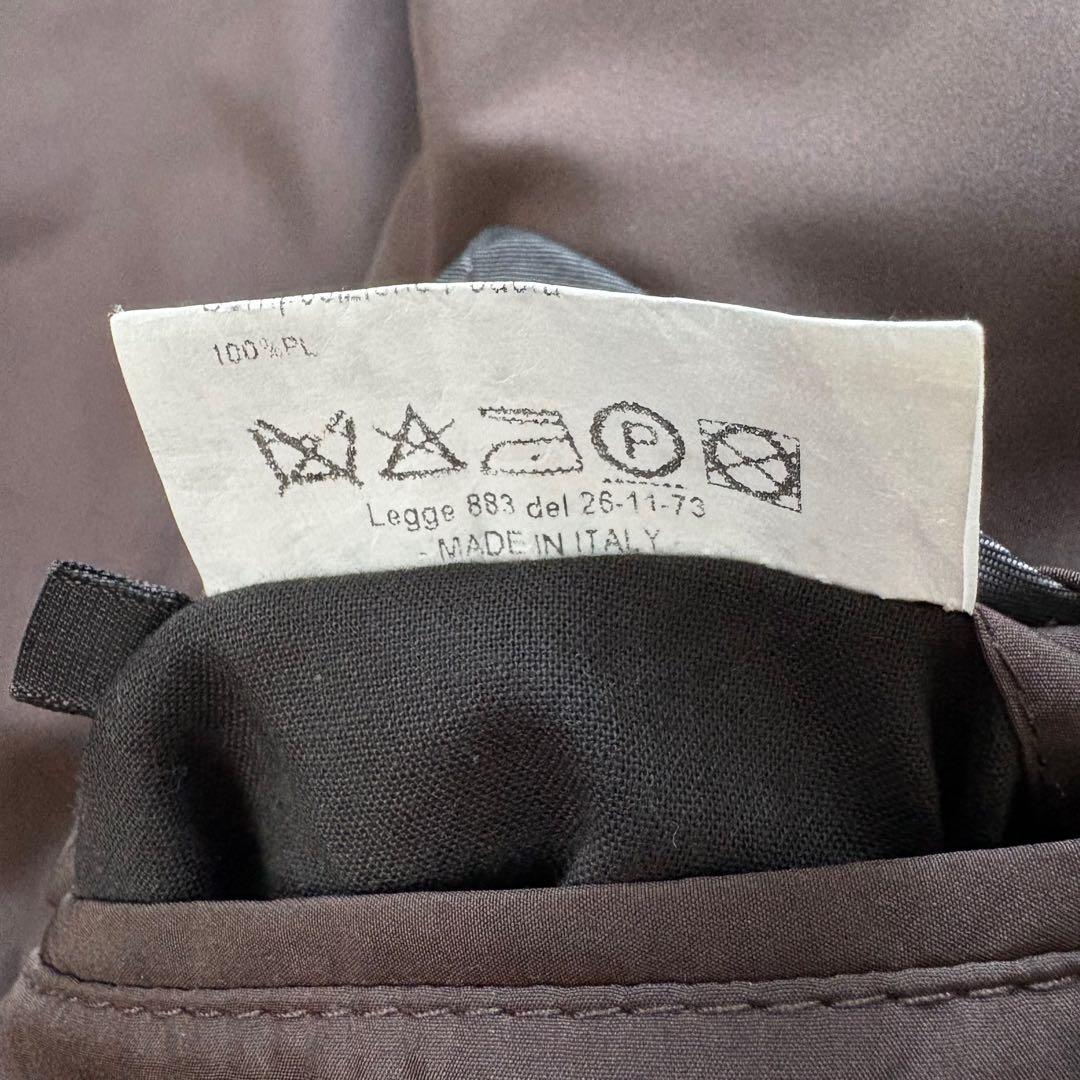 100%PL
P
Legge 883 del 26-11-73
- MADE IN ITALY -